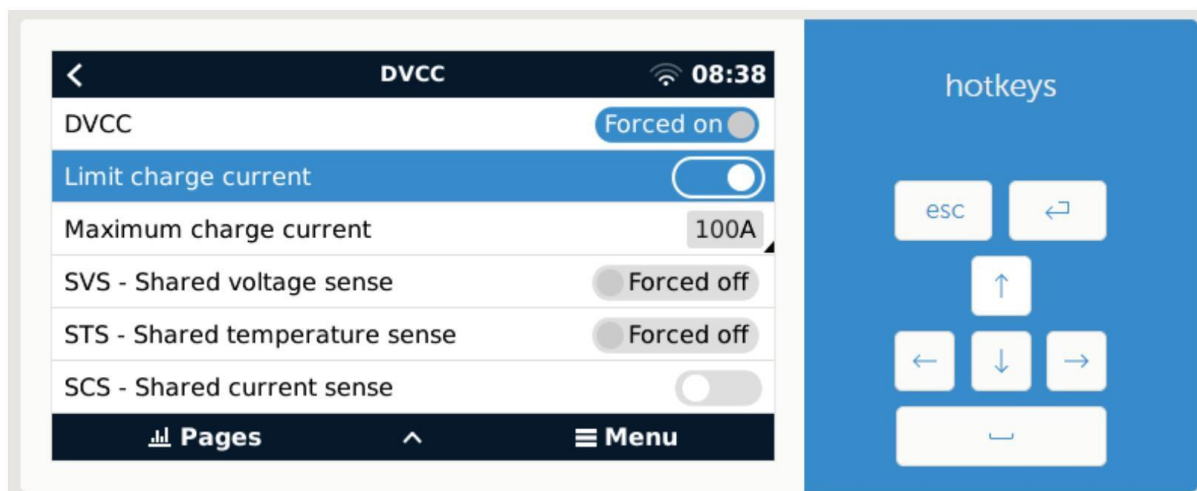 DVCC 08:38
DVCC Forced on
Limit charge current
Maximum charge current 100A
SVS - Shared voltage sense Forced off
STS - Shared temperature sense Forced off
SCS - Shared current sense
Pages Menu
hotkeys
esc